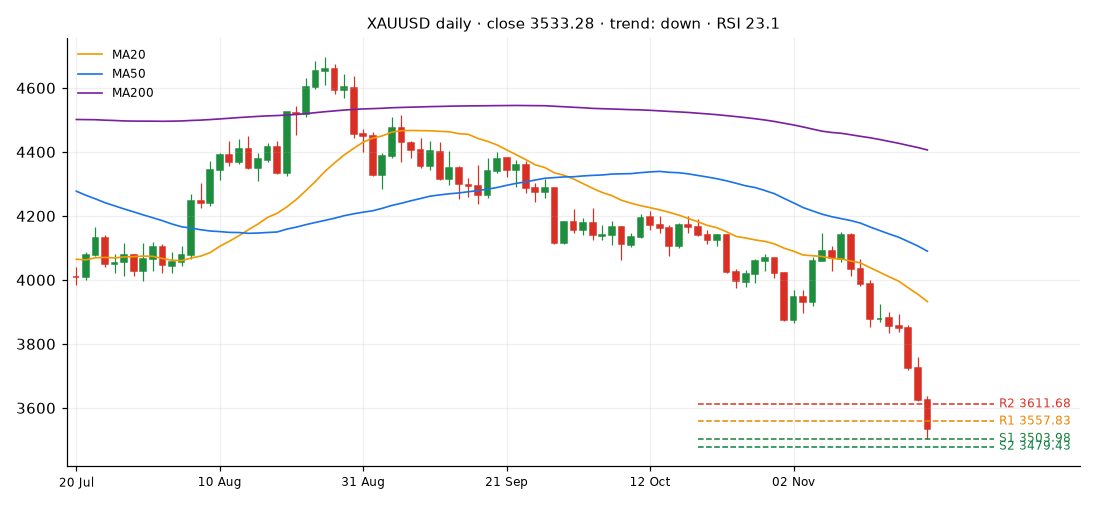 XAUUSD daily · close 3533.28 · trend: down · RSI 23.1
MA20
MA50
MA200
4600
4400
4200
4000
3800
3600
R2 3611.68
R1 3557.83
S1 3503.98
S2 3479.43
20 Jul
10 Aug
31 Aug
21 Sep
12 Oct
02 Nov